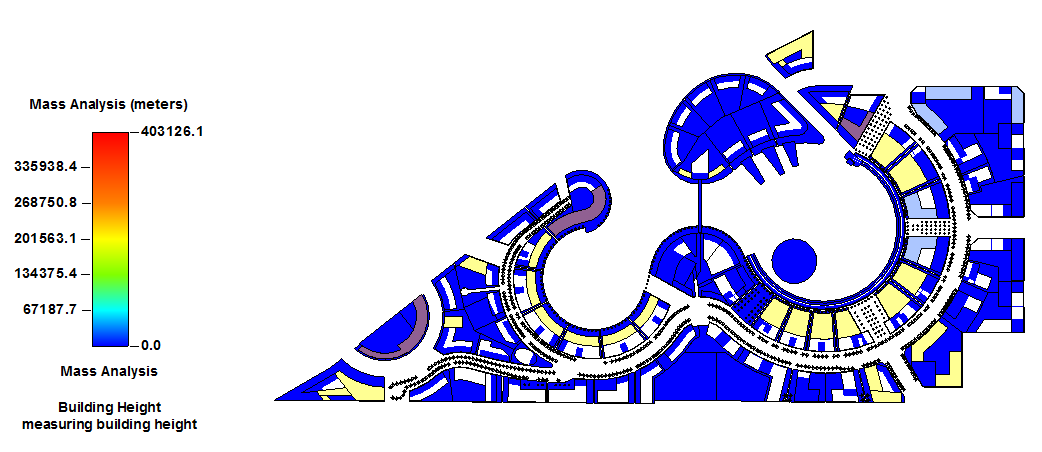 Mass Analysis (meters)
403126.1
335938.4
268750.8
201563.1
134375.4
67187.7
0.0
Mass Analysis
Building Height
measuring building height